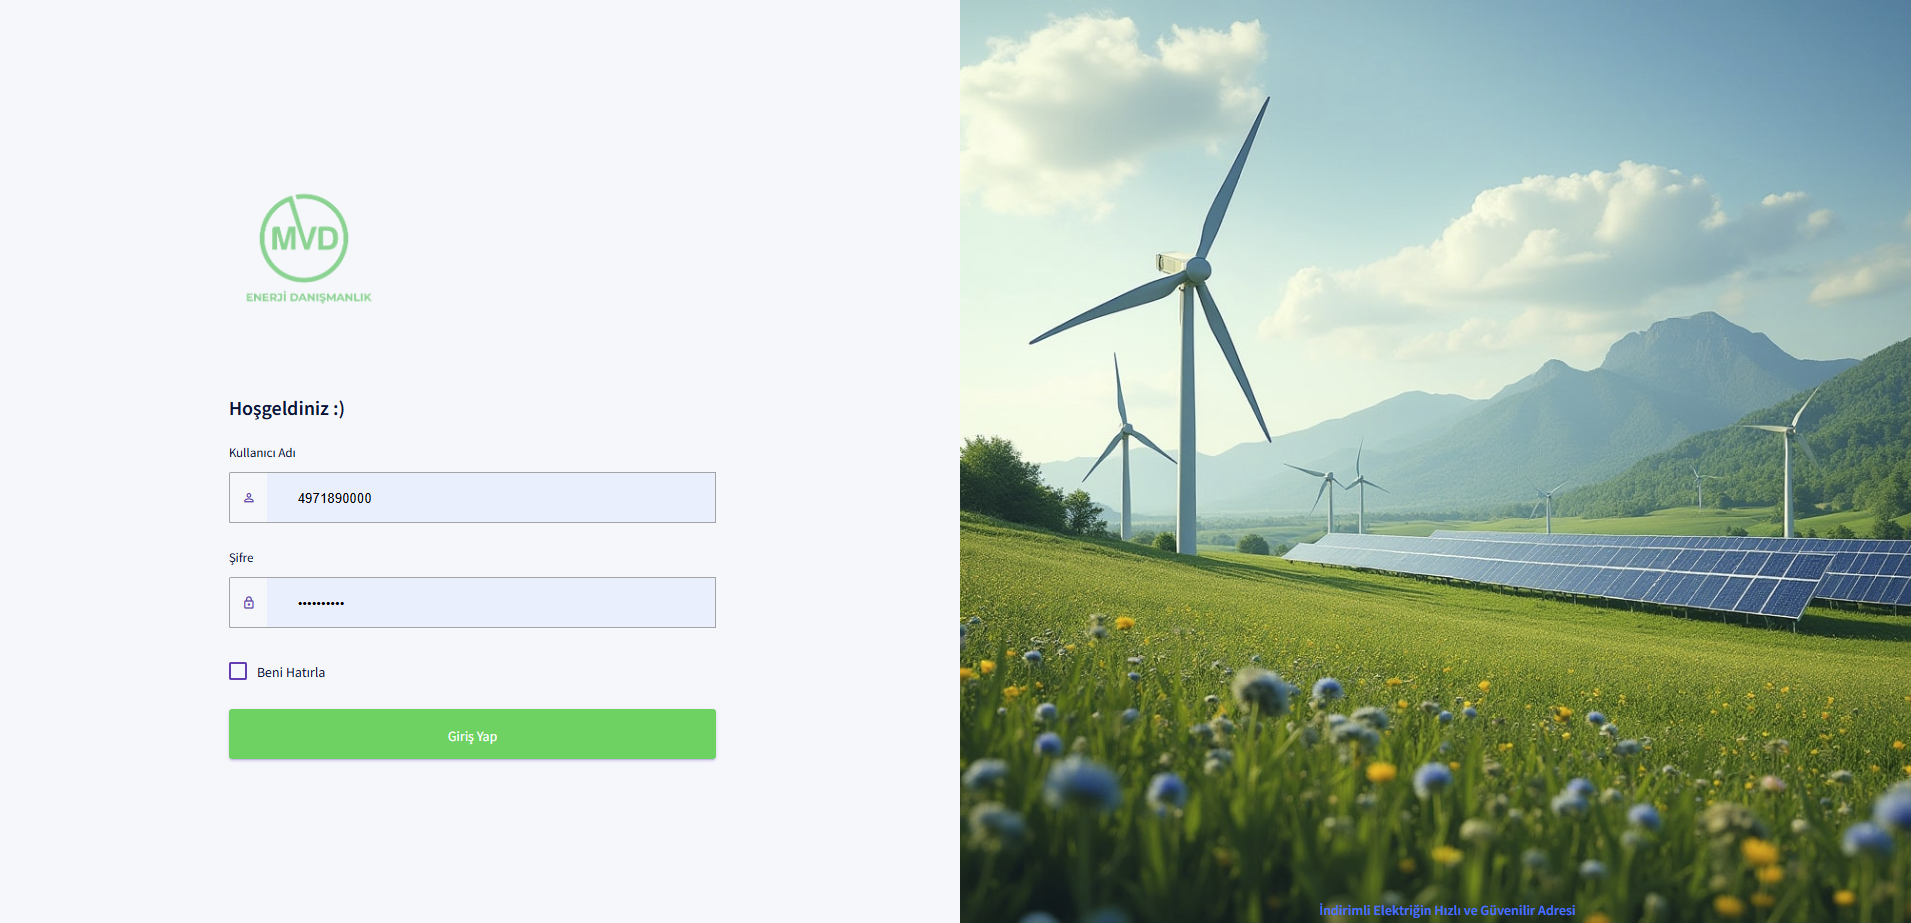 MVD
ENERJİ DANIŞMANLIK
Hoşgeldiniz :)
Kullanıcı Adı
4971890000
Şifre
••••••••••
Beni Hatırla
Giriş Yap
İndirimli Elektriğin Hızlı ve Güvenilir Adresi